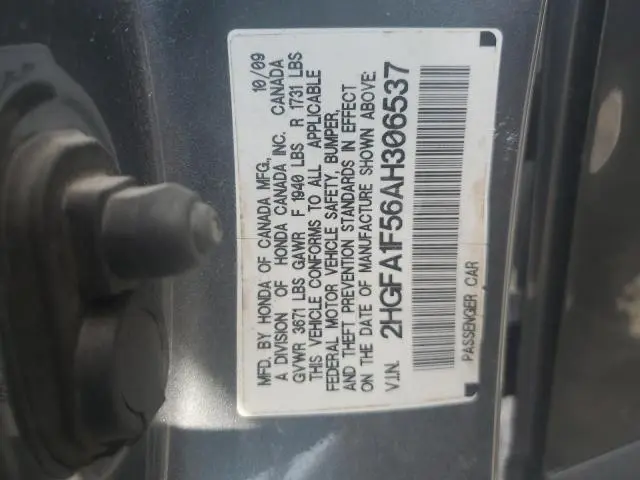 MFD. BY HONDA OF CANADA MFG., 10/09
A DIVISION OF HONDA CANADA INC. CANADA
GVWR 3671 LBS GAWR F 1940 LBS R 1731 LBS
THIS VEHICLE CONFORMS TO ALL APPLICABLE
FEDERAL MOTOR VEHICLE SAFETY, BUMPER,
AND THEFT PREVENTION STANDARDS IN EFFECT
ON THE DATE OF MANUFACTURE SHOWN ABOVE:
V.I.N. 2HGFA1F56AH306537
PASSENGER CAR